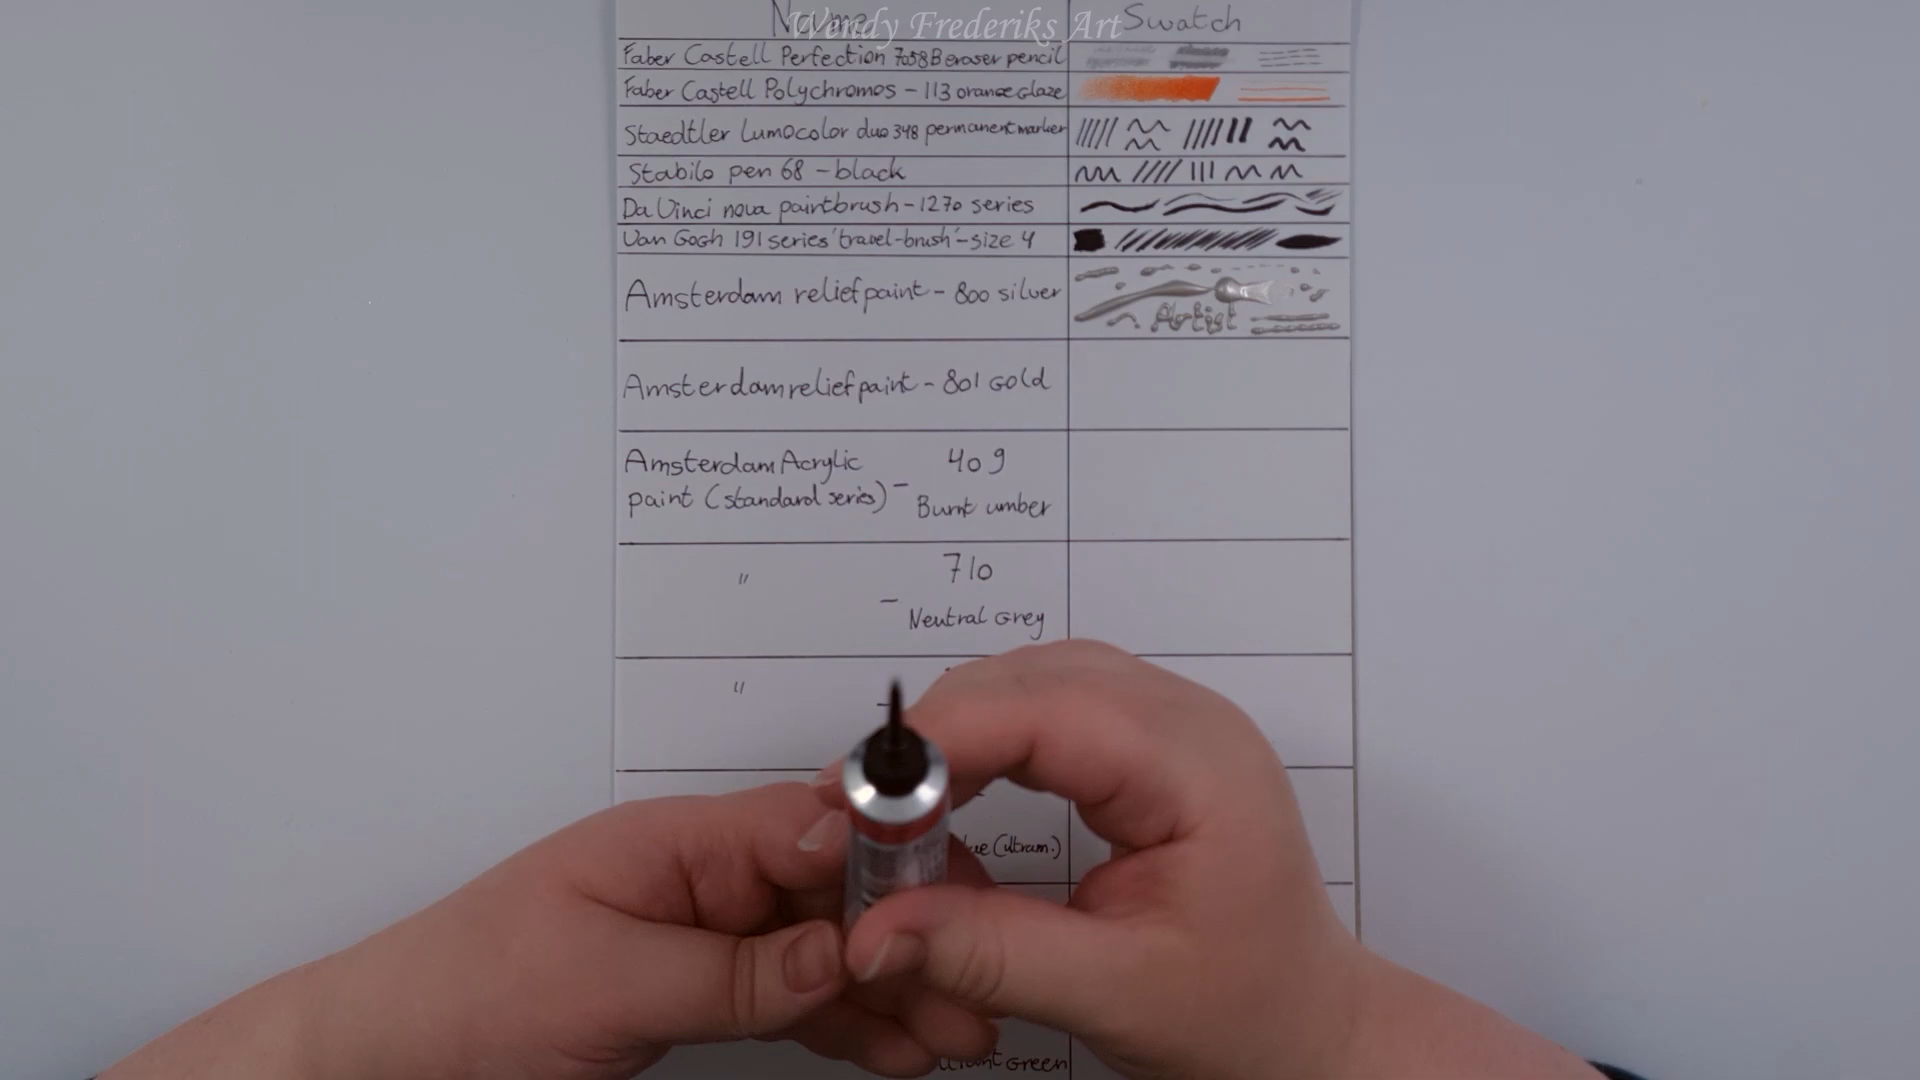 Name
Wendy Frederiks Art
Swatch
Faber Castell Perfection 7058B eraser pencil
Faber Castell Polychromos - 113 orange glaze
Staedtler Lumocolor duo 348 permanent marker
Stabilo pen 68 - black
Da Vinci nova paintbrush - 1270 series
Van Gogh 191 series 'travel-brush' - size 4
Amsterdam relief paint - 800 silver
Artist
Amsterdam relief paint - 801 Gold
Amsterdam Acrylic
paint (standard series) -
409
Burnt umber
"
710
- Neutral Grey
"
-
(ultram.)
Green